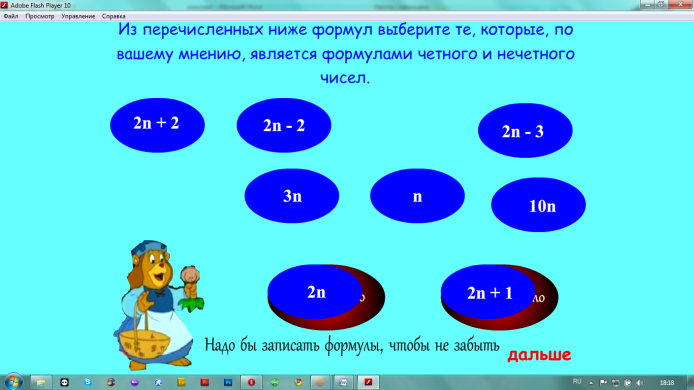 Adobe Flash Player 10
Файл Просмотр Управление Справка
Из перечисленных ниже формул выберите те, которые, по
вашему мнению, является формулами четного и нечетного
чисел.
2n + 2
2n - 2
2n - 3
3n
n
10n
2n
2n + 1
Надо бы записать формулы, чтобы не забыть
дальше
RU
18:18